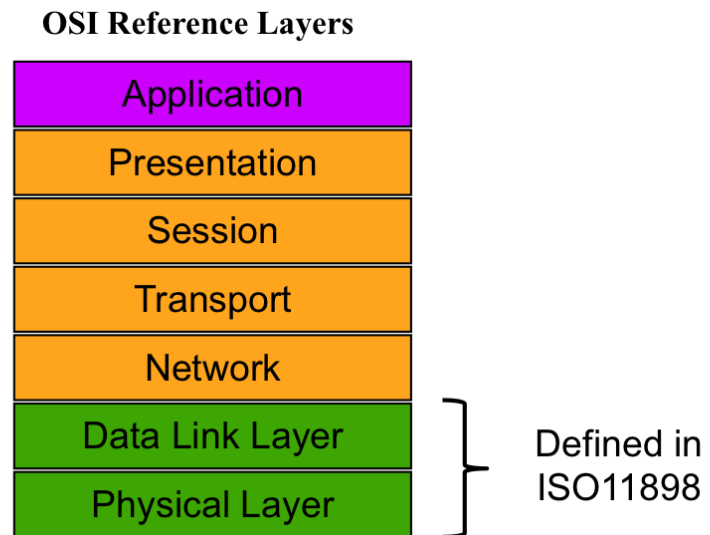 OSI Reference Layers
Application
Presentation
Session
Transport
Network
Data Link Layer
Physical Layer
Defined in
ISO11898